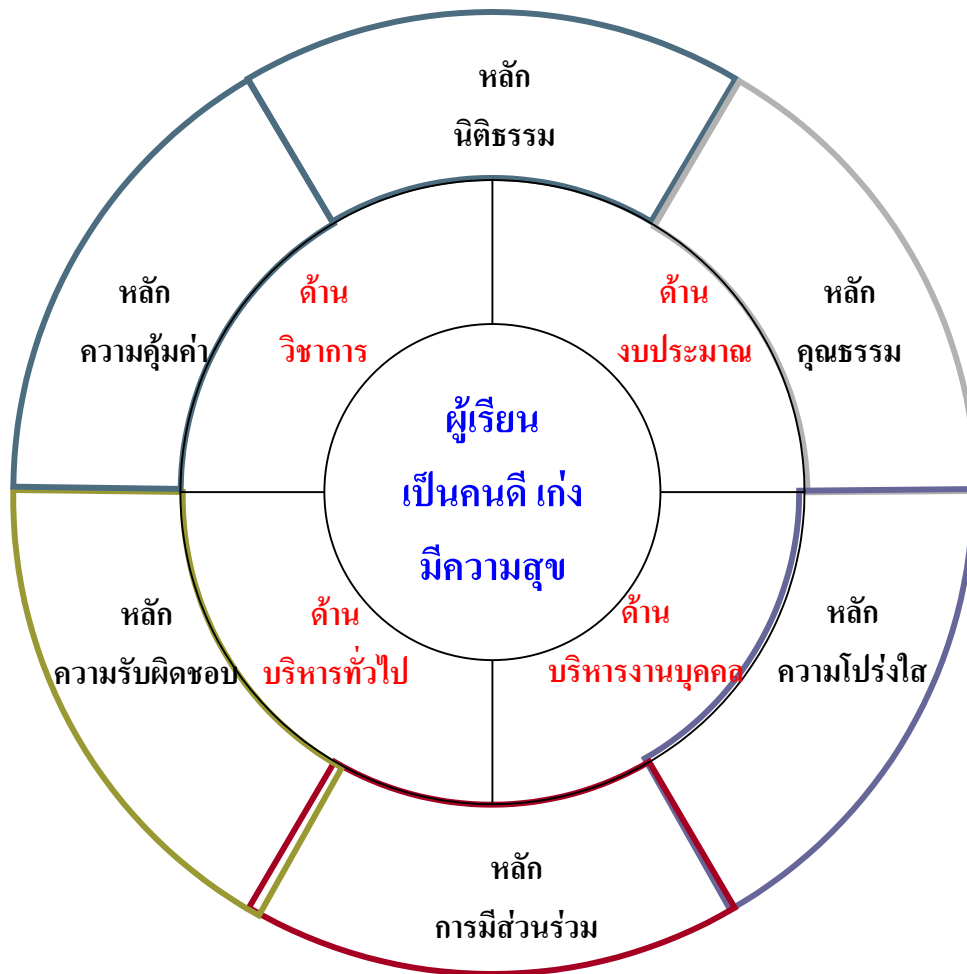 หลัก
นิติธรรม
หลัก
ความคุ้มค่า
ด้าน
วิชาการ
ด้าน
งบประมาณ
หลัก
คุณธรรม
ผู้เรียน
เป็นคนดี เก่ง
มีความสุข
หลัก
ความรับผิดชอบ
ด้าน
บริหารทั่วไป
ด้าน
บริหารงานบุคคล
หลัก
ความโปร่งใส
หลัก
การมีส่วนร่วม